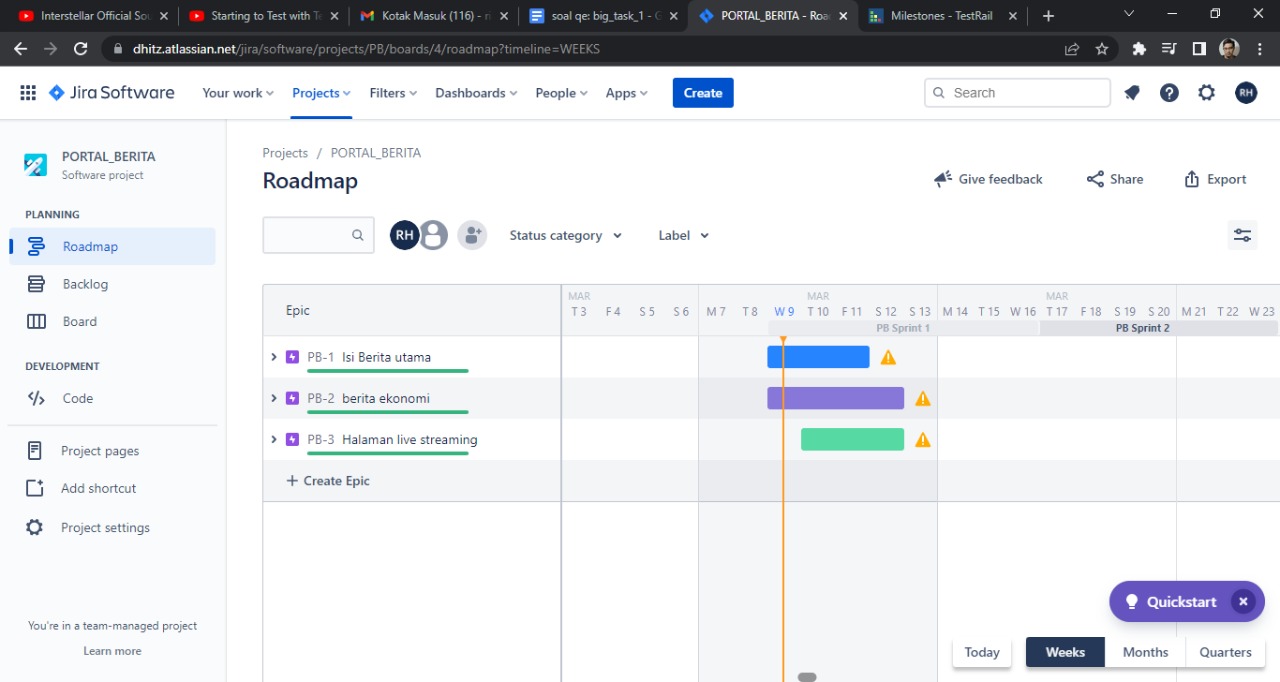 Interstellar Official Sou
Starting to Test with Te
Kotak Masuk (116) - ri
soal qe: big_task_1 - G
PORTAL_BERITA - Road
Milestones - TestRail
dhitz.atlassian.net/jira/software/projects/PB/boards/4/roadmap?timeline=WEEKS
Jira Software Your work Projects Filters Dashboards People Apps Create Search RH
PORTAL_BERITA
Software project
PLANNING
Roadmap
Backlog
Board
DEVELOPMENT
Code
Project pages
Add shortcut
Project settings
You're in a team-managed project
Learn more
Projects / PORTAL_BERITA
Roadmap
Give feedback Share Export
RH Status category Label
Epic
MAR MAR MAR
T 3 F 4 S 5 S 6 M 7 T 8 W 9 T 10 F 11 S 12 S 13 M 14 T 15 W 16 T 17 F 18 S 19 S 20 M 21 T 22 W 23
PB Sprint 1 PB Sprint 2
PB-1 Isi Berita utama
PB-2 berita ekonomi
PB-3 Halaman live streaming
+ Create Epic
Quickstart
Today Weeks Months Quarters